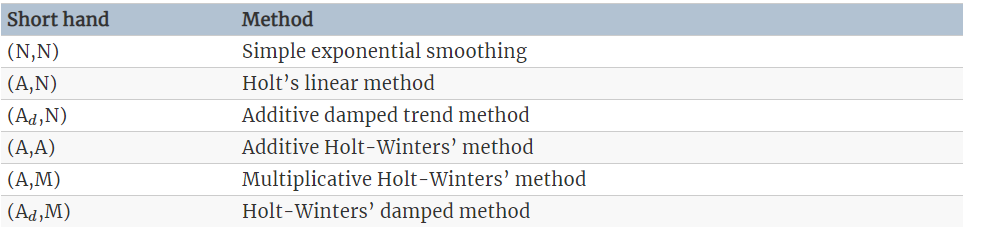 Short hand Method
(N,N) Simple exponential smoothing
(A,N) Holt’s linear method
(A𝑑,N) Additive damped trend method
(A,A) Additive Holt-Winters’ method
(A,M) Multiplicative Holt-Winters’ method
(A𝑑,M) Holt-Winters’ damped method